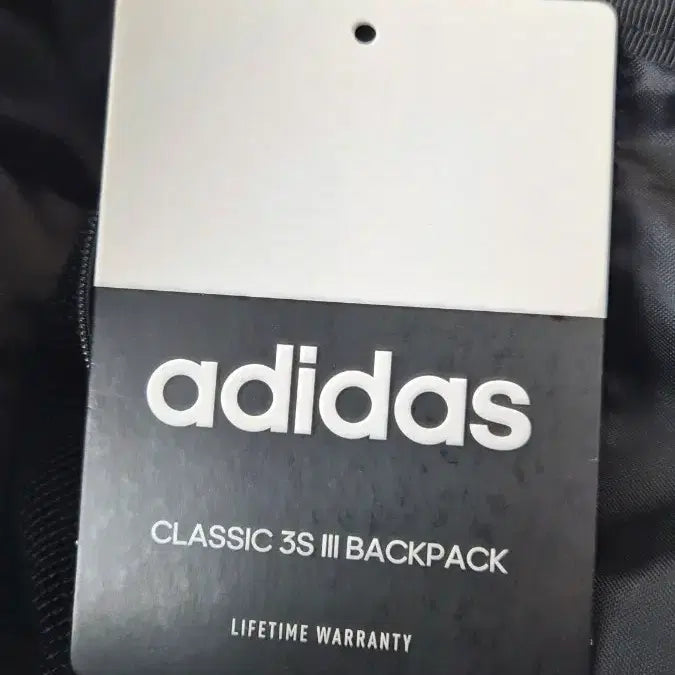 adidas
CLASSIC 3S III BACKPACK
LIFETIME WARRANTY